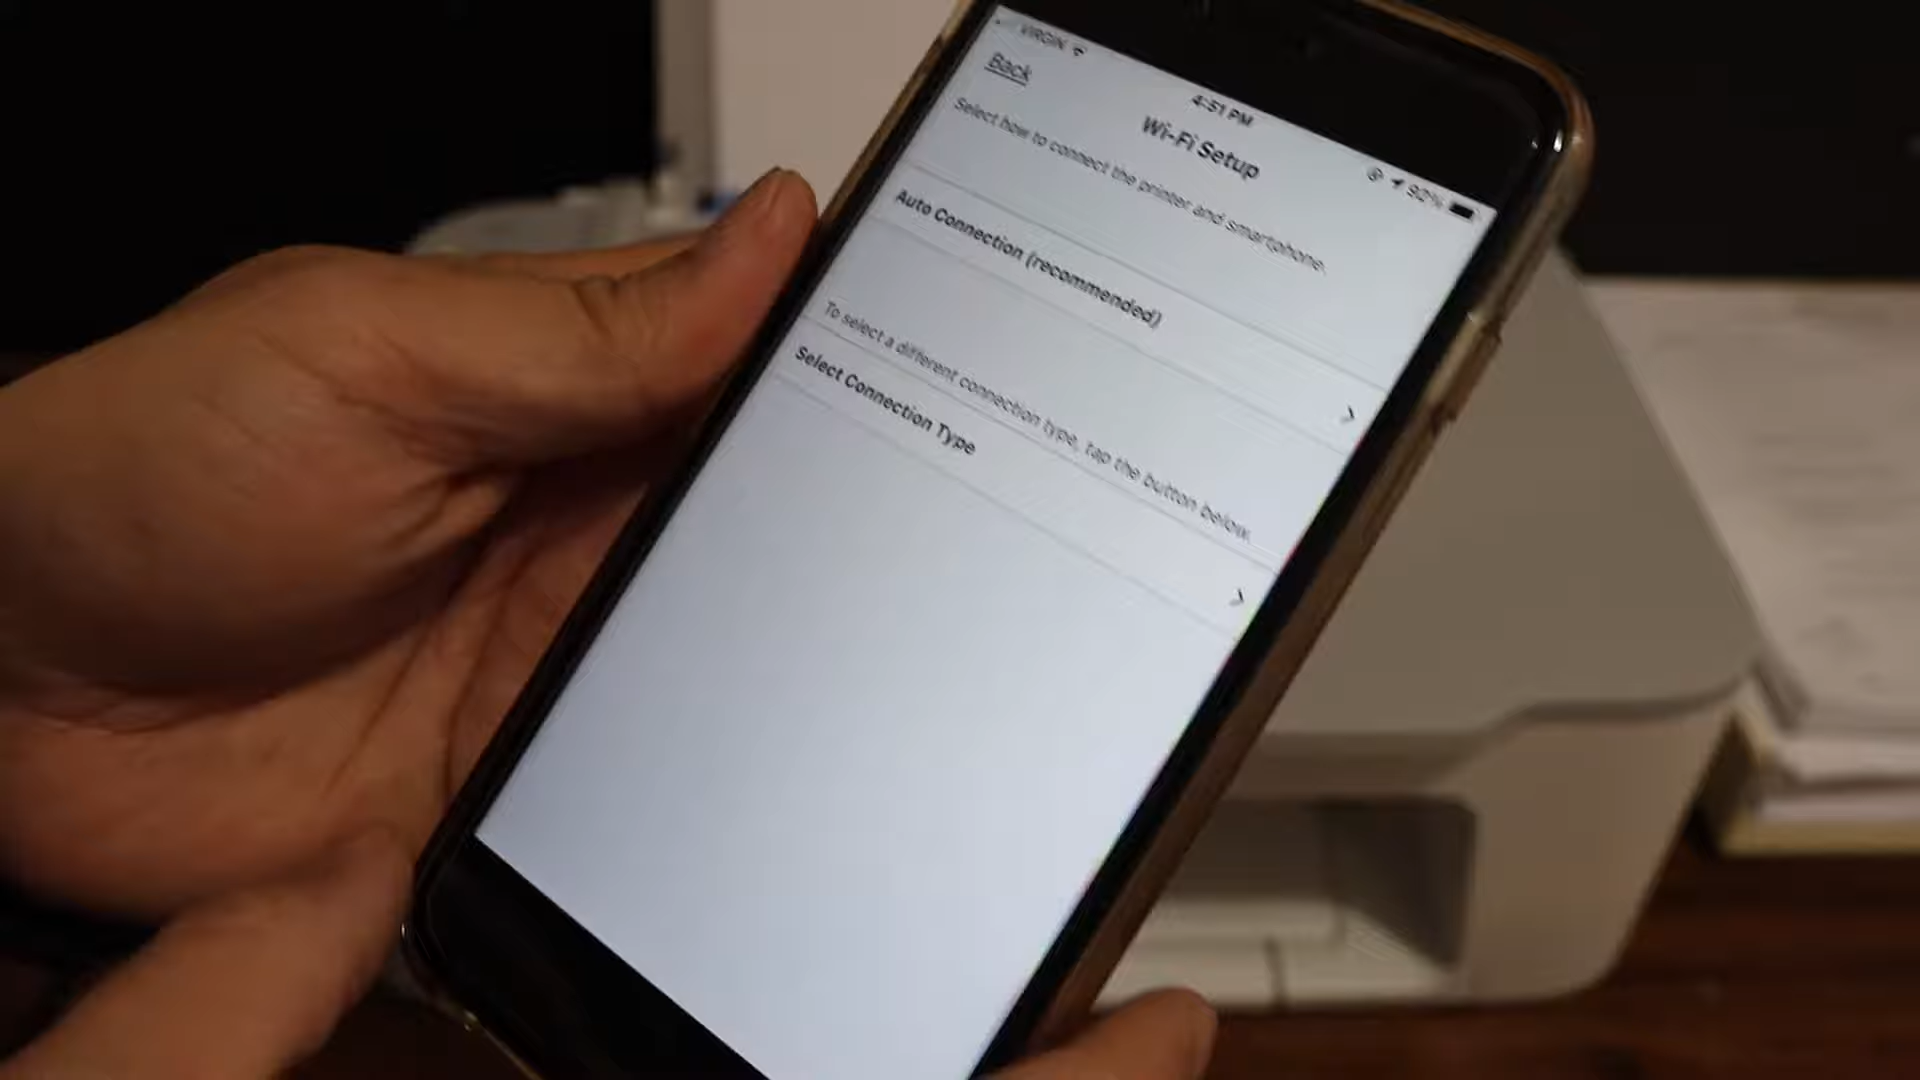 VIRGIN
4:51 PM
92%
Back
Wi-Fi Setup
Select how to connect the printer and smartphone.
Auto Connection (recommended)
To select a different connection type, tap the button below.
Select Connection Type